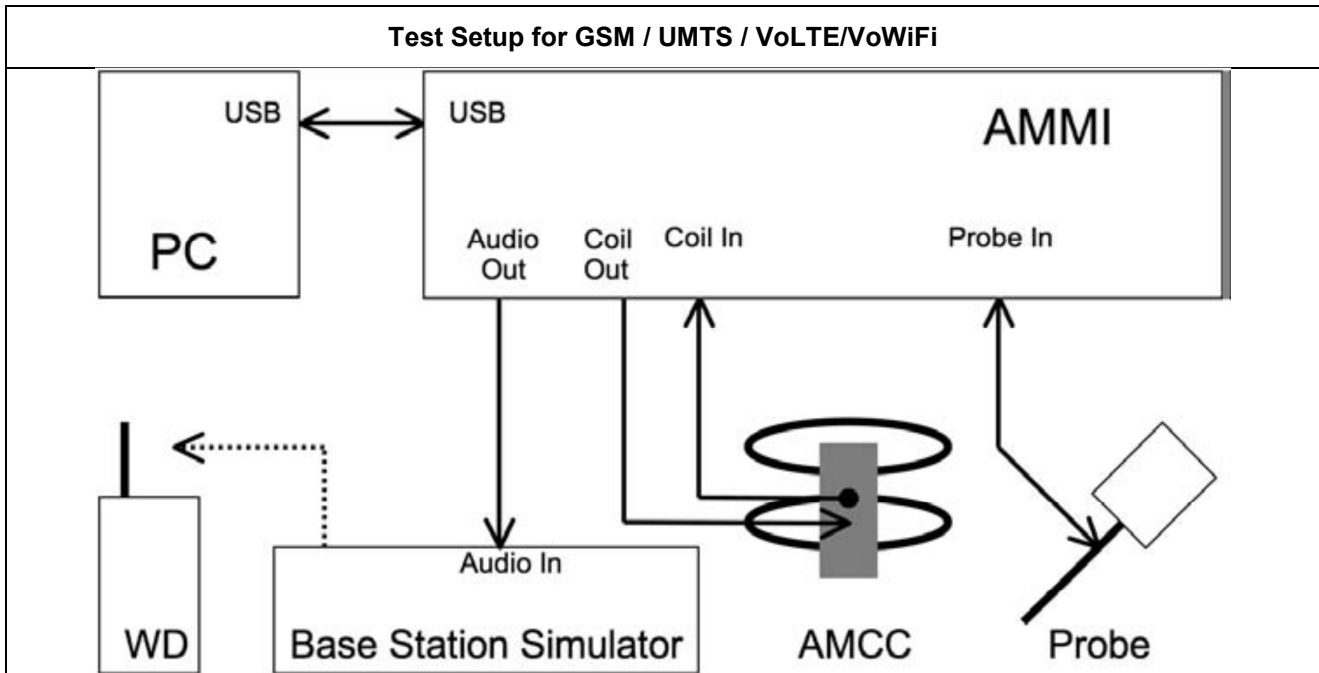 Test Setup for GSM / UMTS / VoLTE/VoWiFi
USB
USB
AMMI
PC
Audio
Out
Coil
Out
Coil In
Probe In
Audio In
WD
Base Station Simulator
AMCC
Probe